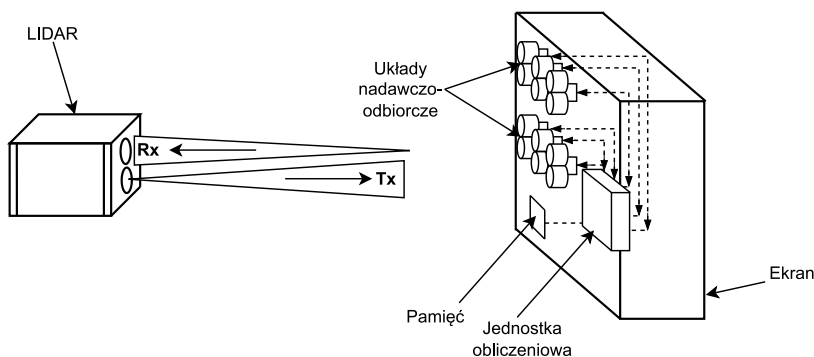 LIDAR
Rx
Tx
Układy
nadawczo-
odbiorcze
Pamięć
Jednostka
obliczeniowa
Ekran